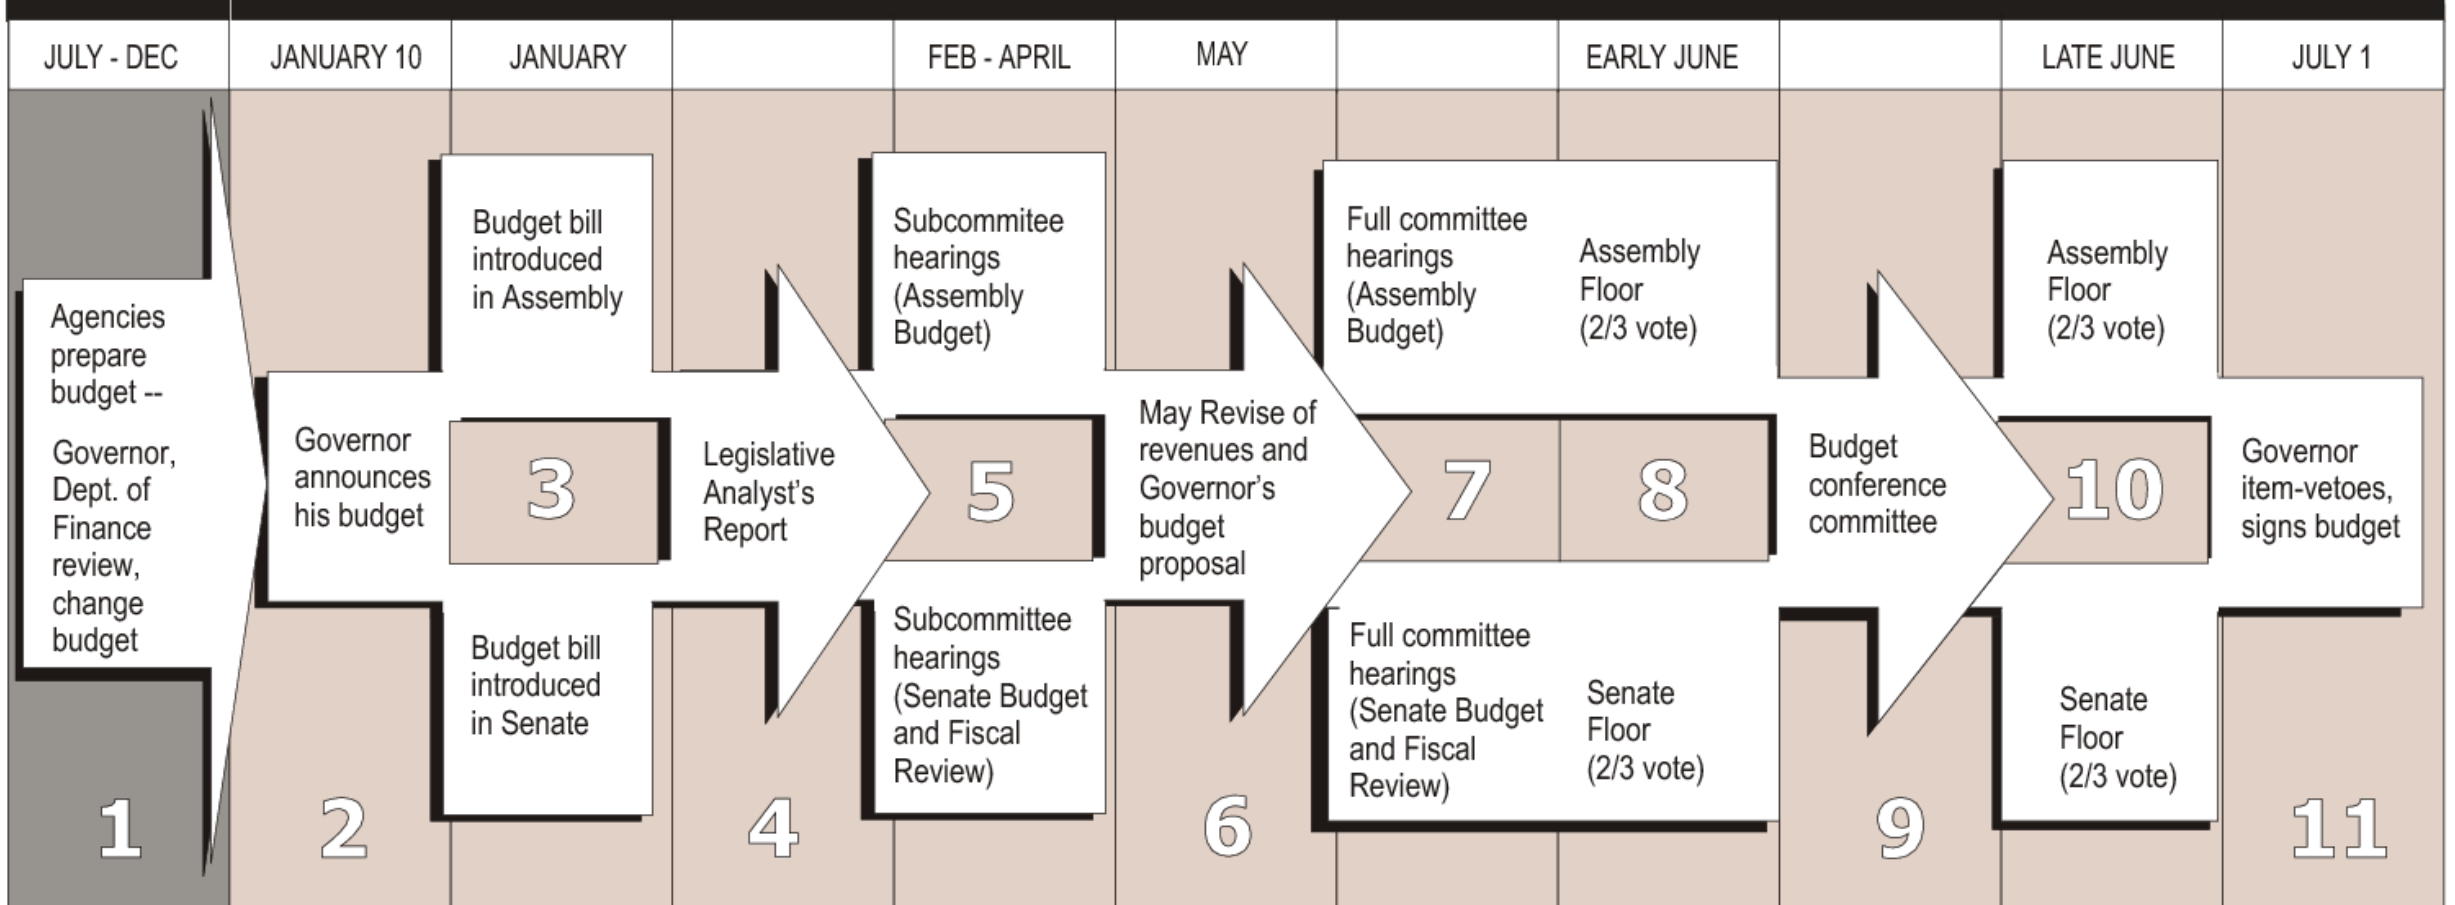 JULY - DEC
JANUARY 10
JANUARY
FEB - APRIL
MAY
EARLY JUNE
LATE JUNE
JULY 1
Agencies
prepare
budget --
Governor,
Dept. of
Finance
review,
change
budget
1
Governor
announces
his budget
2
Budget bill
introduced
in Assembly
3
Budget bill
introduced
in Senate
Legislative
Analyst's
Report
4
Subcommitee
hearings
(Assembly
Budget)
5
Subcommittee
hearings
(Senate Budget
and Fiscal
Review)
May Revise of
revenues and
Governor's
budget
proposal
6
Full committee
hearings
(Assembly
Budget)
7
Full committee
hearings
(Senate Budget
and Fiscal
Review)
Assembly
Floor
(2/3 vote)
8
Senate
Floor
(2/3 vote)
Budget
conference
committee
9
Assembly
Floor
(2/3 vote)
10
Senate
Floor
(2/3 vote)
Governor
item-vetoes,
signs budget
11